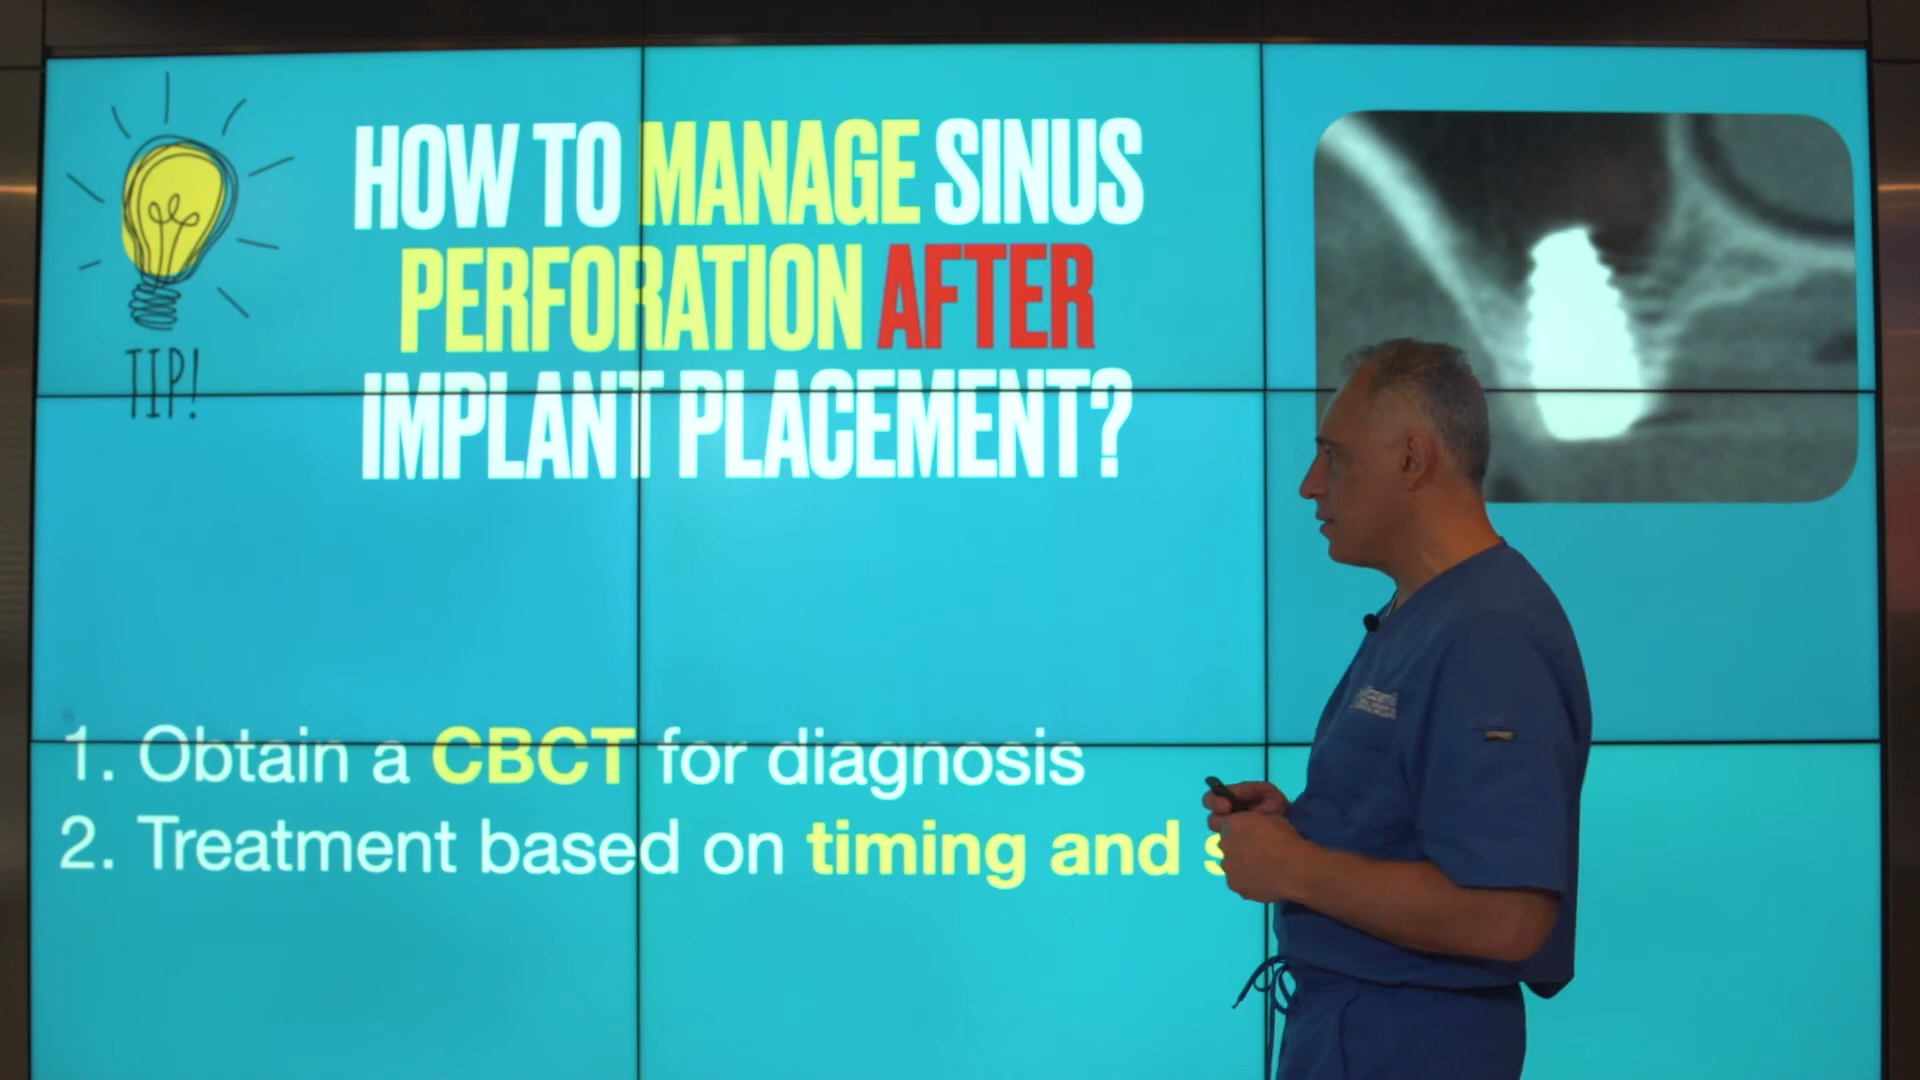 HOW TO MANAGE SINUS
PERFORATION AFTER
IMPLANT PLACEMENT?
TIP!
1. Obtain a CBCT for diagnosis
2. Treatment based on timing and